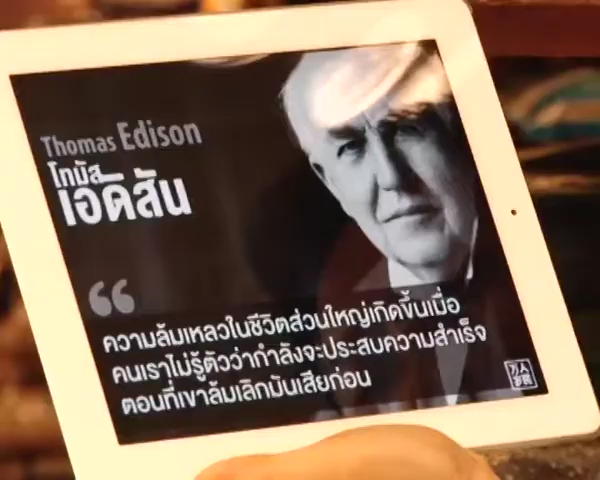 Thomas Edison
โทมัส
เอดิสัน
“
ความล้มเหลวในชีวิตส่วนใหญ่เกิดขึ้นเมื่อ
คนเราไม่รู้ตัวว่ากำลังจะประสบความสำเร็จ
ตอนที่เขาล้มเลิกมันเสียก่อน